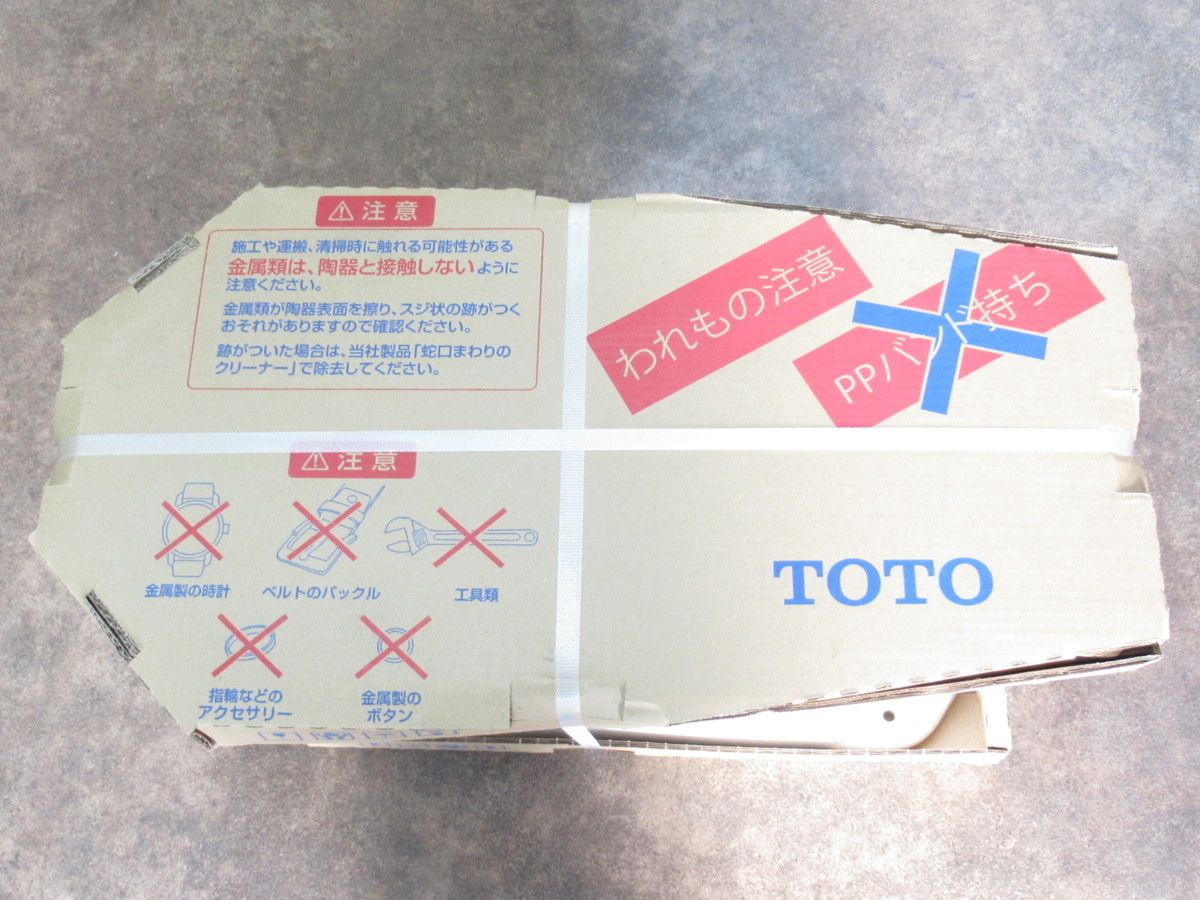 注意
施工や運搬、清掃時に触れる可能性がある
金属類は、陶器と接触しないように
注意ください。
金属類が陶器表面を擦り、スジ状の跡がつく
おそれがありますので確認ください。
跡がついた場合は、当社製品「蛇口まわりの
クリーナー」で除去してください。
われもの注意
PPバンド持ち
注意
金属製の時計
ベルトのバックル
工具類
指輪などの
アクセサリー
金属製の
ボタン
TOTO